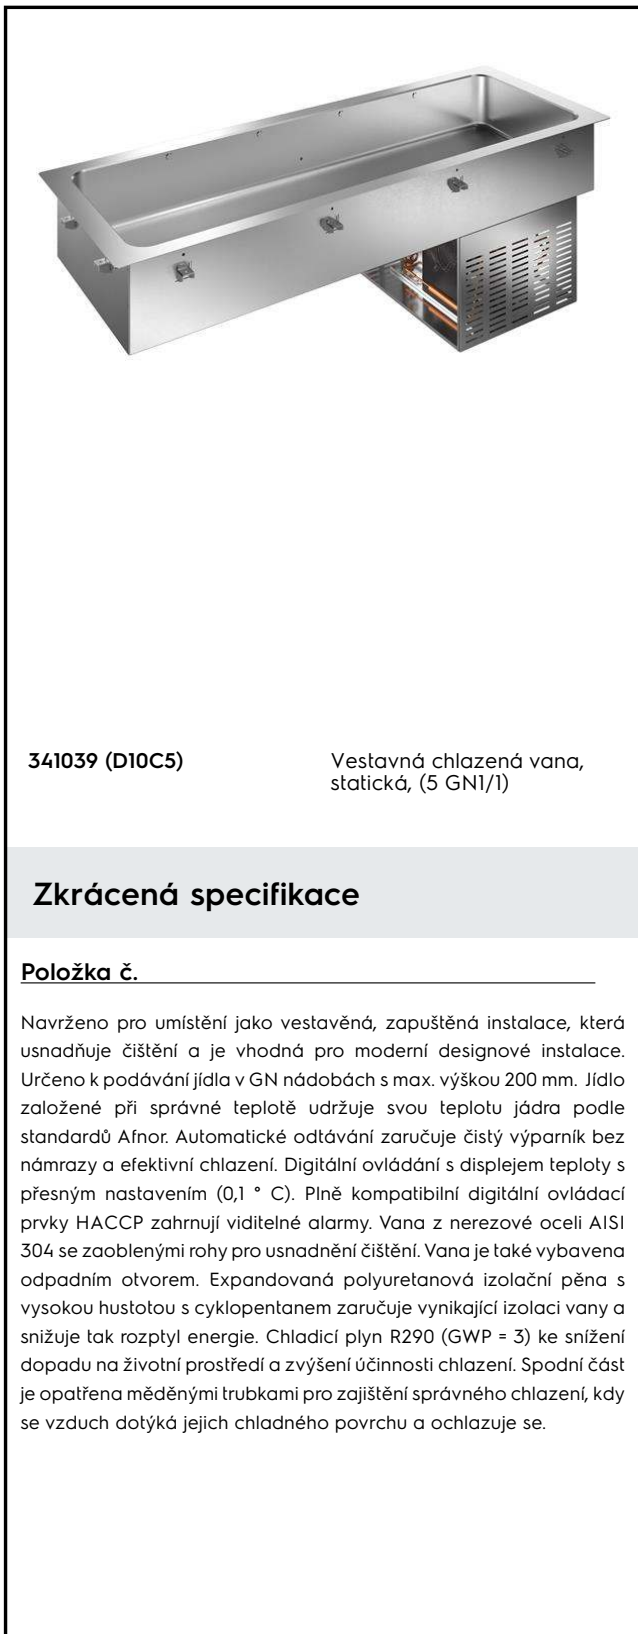 341039 (D10C5)
Vestavná chlazená vana,
statická, (5 GN1/1)
Zkrácená specifikace
Položka č.
Navrženo pro umístění jako vestavěná, zapuštěná instalace, která
usnadňuje čištění a je vhodná pro moderní designové instalace.
Určeno k podávání jídla v GN nádobách s max. výškou 200 mm. Jídlo
založené při správné teplotě udržuje svou teplotu jádra podle
standardů Afnor. Automatické odtávání zaručuje čistý výparník bez
námrazy a efektivní chlazení. Digitální ovládání s displejem teploty s
přesným nastavením (0,1 ° C). Plně kompatibilní digitální ovládací
prvky HACCP zahrnují viditelné alarmy. Vana z nerezové oceli AISI
304 se zaoblenými rohy pro usnadnění čištění. Vana je také vybavena
odpadním otvorem. Expandovaná polyuretanová izolační pěna s
vysokou hustotou s cyklopentanem zaručuje vynikající izolaci vany a
snižuje tak rozptyl energie. Chladicí plyn R290 (GWP = 3) ke snížení
dopadu na životní prostředí a zvýšení účinnosti chlazení. Spodní část
je opatřena měděnými trubkami pro zajištění správného chlazení, kdy
se vzduch dotýká jejich chladného povrchu a ochlazuje se.